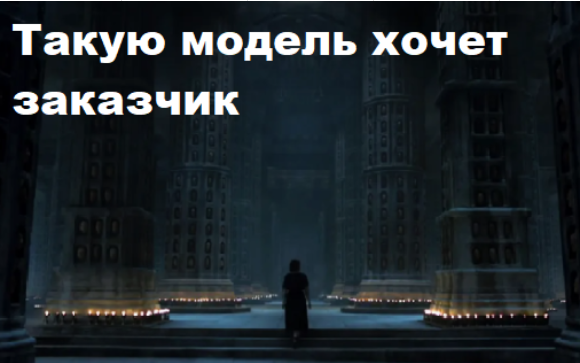 Такую модель хочет
заказчик